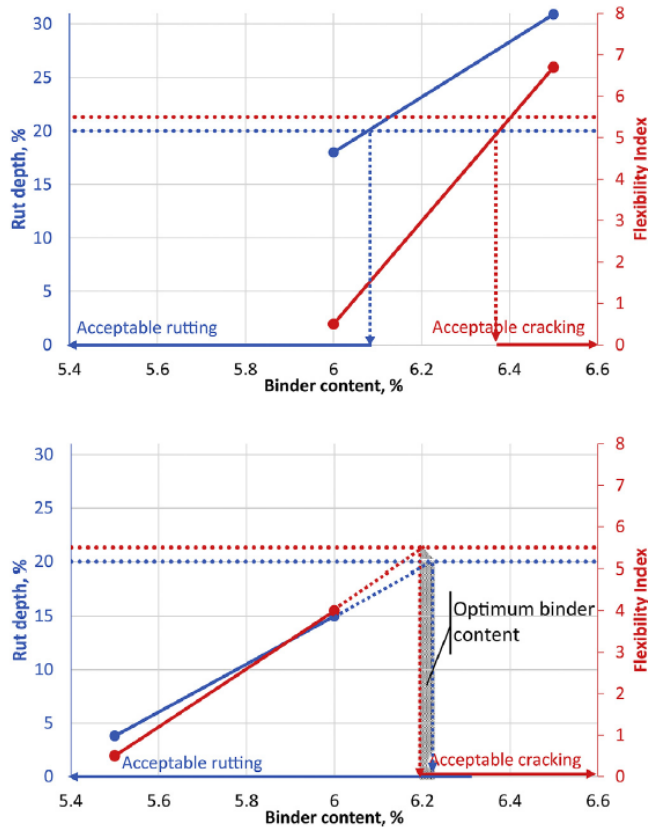 30
25
20
15
10
5
0
Rut depth, %
8
7
6
5
4
3
2
1
0
Flexibility Index
Acceptable rutting
Acceptable cracking
5.4 5.6 5.8 6 6.2 6.4 6.6
Binder content, %
30
25
20
15
10
5
0
Rut depth, %
8
7
6
5
4
3
2
1
0
Flexibility Index
Optimum binder
content
Acceptable rutting
Acceptable cracking
5.4 5.6 5.8 6 6.2 6.4 6.6
Binder content, %